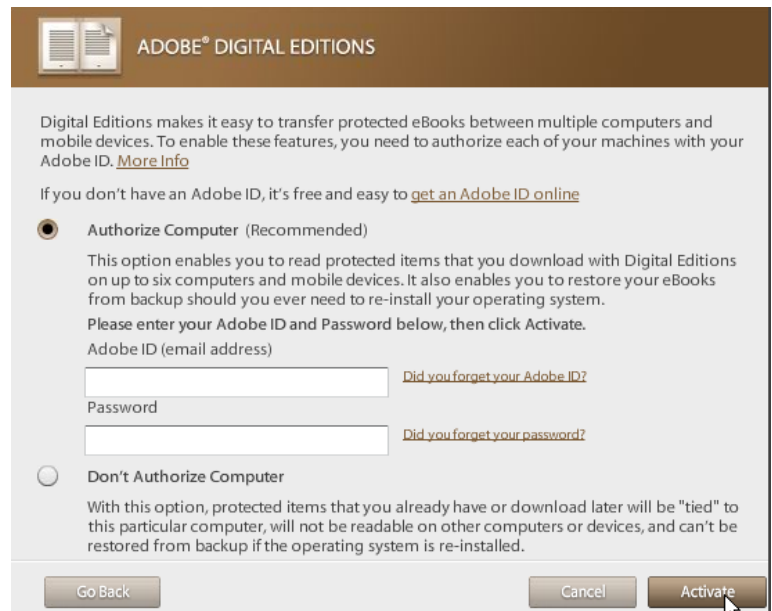 ADOBE® DIGITAL EDITIONS
Digital Editions makes it easy to transfer protected eBooks between multiple computers and
mobile devices. To enable these features, you need to authorize each of your machines with your
Adobe ID. More Info
If you don't have an Adobe ID, it's free and easy to get an Adobe ID online
Authorize Computer (Recommended)
This option enables you to read protected items that you download with Digital Editions
on up to six computers and mobile devices. It also enables you to restore your eBooks
from backup should you ever need to re-install your operating system.
Please enter your Adobe ID and Password below, then click Activate.
Adobe ID (email address)
Did you forget your Adobe ID?
Password
Did you forget your password?
Don't Authorize Computer
With this option, protected items that you already have or download later will be "tied" to
this particular computer, will not be readable on other computers or devices, and can't be
restored from backup if the operating system is re-installed.
Go Back
Cancel
Activate